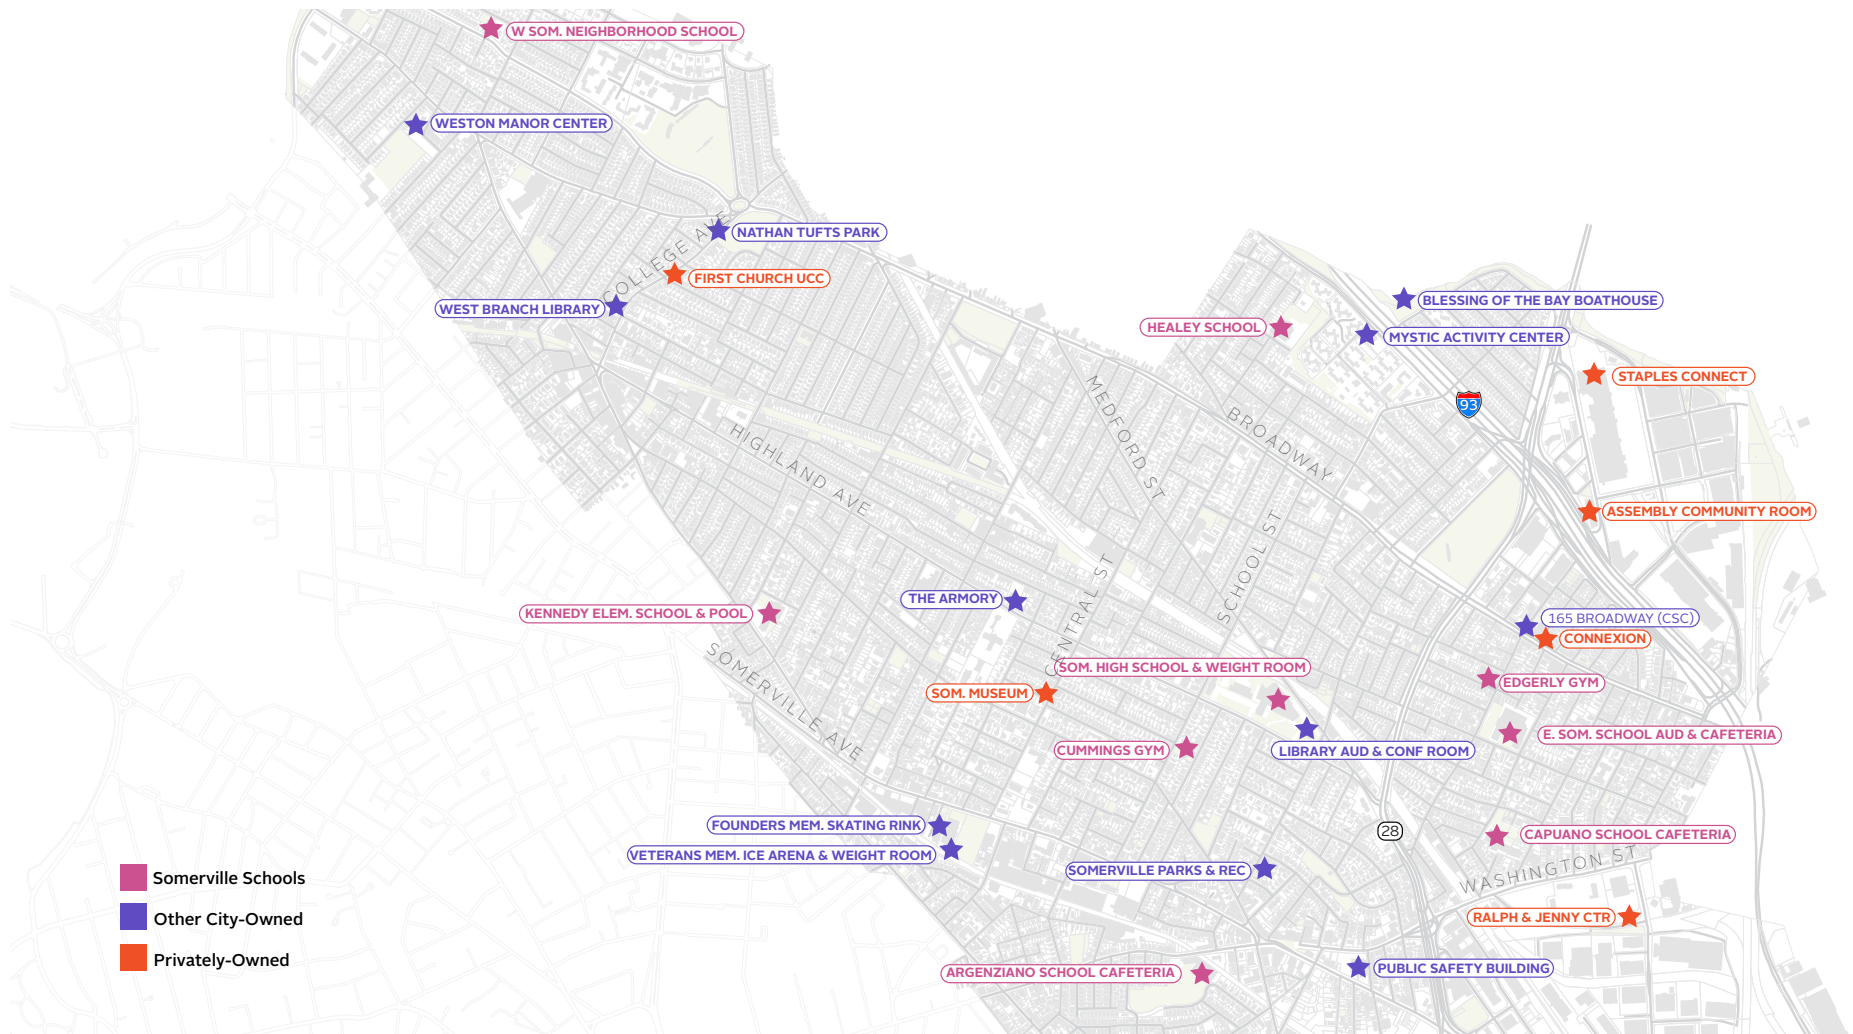 W SOM. NEIGHBORHOOD SCHOOL
WESTON MANOR CENTER
COLLEGE AVE
NATHAN TUFTS PARK
FIRST CHURCH UCC
WEST BRANCH LIBRARY
BLESSING OF THE BAY BOATHOUSE
HEALEY SCHOOL
MYSTIC ACTIVITY CENTER
STAPLES CONNECT
93
MEDFORD ST
BROADWAY
HIGHLAND AVE
ASSEMBLY COMMUNITY ROOM
SCHOOL ST
CENTRAL ST
THE ARMORY
KENNEDY ELEM. SCHOOL & POOL
165 BROADWAY (CSC)
CONNEXION
SOM. HIGH SCHOOL & WEIGHT ROOM
EDGERLY GYM
SOMERVILLE AVE
SOM. MUSEUM
E. SOM. SCHOOL AUD & CAFETERIA
CUMMINGS GYM
LIBRARY AUD & CONF ROOM
FOUNDERS MEM. SKATING RINK
28
CAPUANO SCHOOL CAFETERIA
VETERANS MEM. ICE ARENA & WEIGHT ROOM
SOMERVILLE PARKS & REC
WASHINGTON ST
Somerville Schools
Other City-Owned
Privately-Owned
RALPH & JENNY CTR
ARGENZIANO SCHOOL CAFETERIA
PUBLIC SAFETY BUILDING